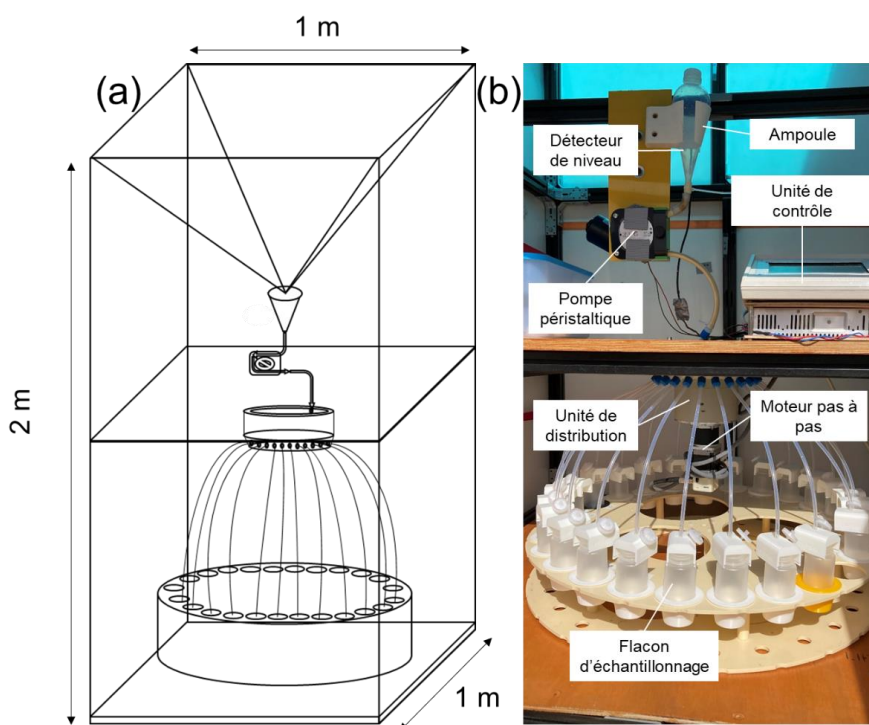 1 m
(a)
(b)
2 m
1 m
Détecteur
de niveau
Ampoule
Unité de
contrôle
Pompe
péristaltique
Unité de
distribution
Moteur pas à
pas
Flacon
d'échantillonnage